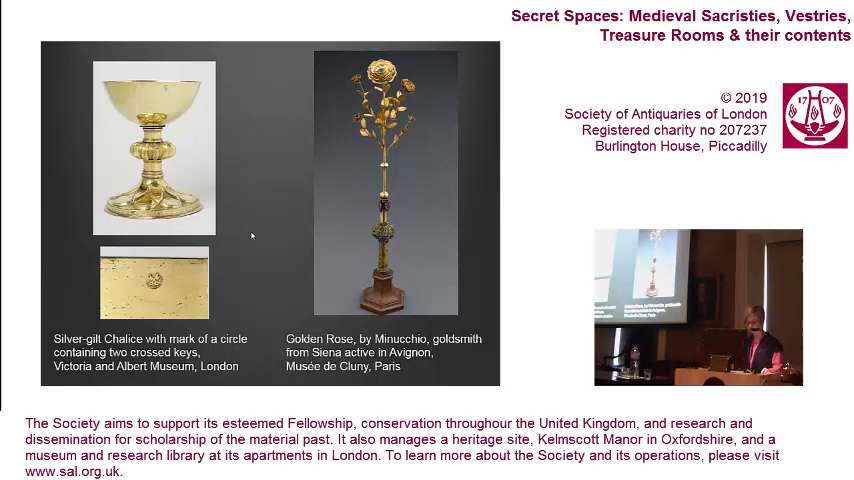 Secret Spaces: Medieval Sacristies, Vestries,
Treasure Rooms & their contents
© 2019
Society of Antiquaries of London
Registered charity no 207237
Burlington House, Piccadilly
17 07
Silver-gilt Chalice with mark of a circle
containing two crossed keys,
Victoria and Albert Museum, London
Golden Rose, by Minucchio, goldsmith
from Siena active in Avignon,
Musée de Cluny, Paris
The Society aims to support its esteemed Fellowship, conservation throughour the United Kingdom, and research and
dissemination for scholarship of the material past. It also manages a heritage site, Kelmscott Manor in Oxfordshire, and a
museum and research library at its apartments in London. To learn more about the Society and its operations, please visit
www.sal.org.uk.